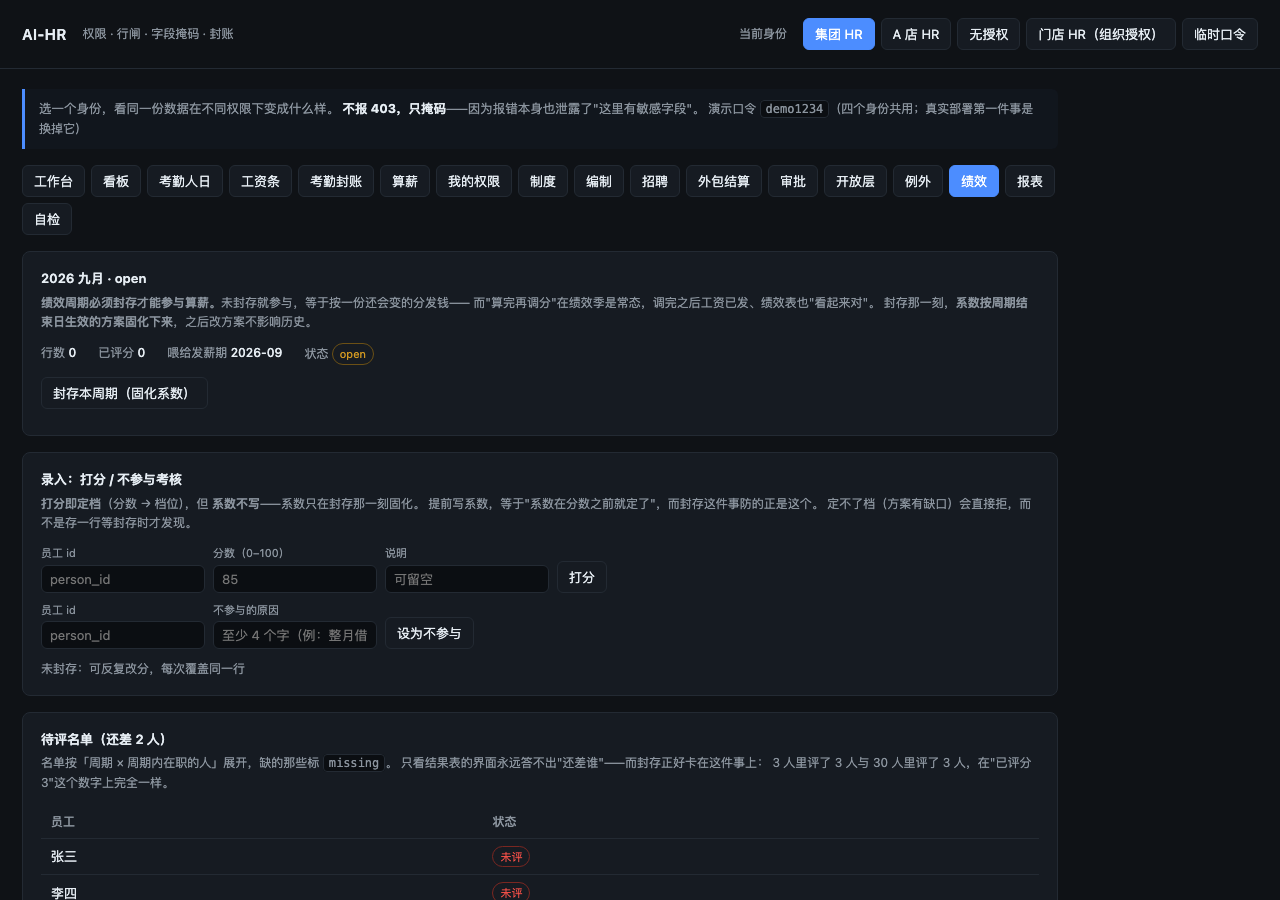 AI-HR 权限 · 行闸 · 字段掩码 · 封账 当前身份 集团 HR A 店 HR 无授权 门店 HR（组织授权） 临时口令
选一个身份，看同一份数据在不同权限下变成什么样。 不报 403，只掩码——因为报错本身也泄露了"这里有敏感字段"。 演示口令 demo1234 （四个身份共用；真实部署第一件事是
换掉它）
工作台 看板 考勤人日 工资条 考勤封账 算薪 我的权限 制度 编制 招聘 外包结算 审批 开放层 例外 绩效 报表
自检
2026 九月 · open
绩效周期必须封存才能参与算薪。未封存就参与，等于按一份还会变的分发钱—— 而"算完再调分"在绩效季是常态，调完之后工资已发、绩效表也"看起来对"。 封存那一刻，系数按周期结
束日生效的方案固化下来，之后改方案不影响历史。
行数 0 已评分 0 喂给发薪期 2026-09 状态 open
封存本周期（固化系数）
录入：打分 / 不参与考核
打分即定档（分数 → 档位），但 系数不写——系数只在封存那一刻固化。 提前写系数，等于"系数在分数之前就定了"，而封存这件事防的正是这个。 定不了档（方案有缺口）会直接拒，而
不是存一行等封存时才发现。
员工 id 分数（0–100） 说明
person_id 85 可留空 打分
员工 id 不参与的原因
person_id 至少 4 个字（例：整月借 设为不参与
未封存：可反复改分，每次覆盖同一行
待评名单（还差 2 人）
名单按「周期 × 周期内在职的人」展开，缺的那些标 missing 。 只看结果表的界面永远答不出"还差谁"——而封存正好卡在这件事上： 3 人里评了 3 人与 30 人里评了 3 人，在"已评分
3"这个数字上完全一样。
员工 状态
张三 未评
李四 未评